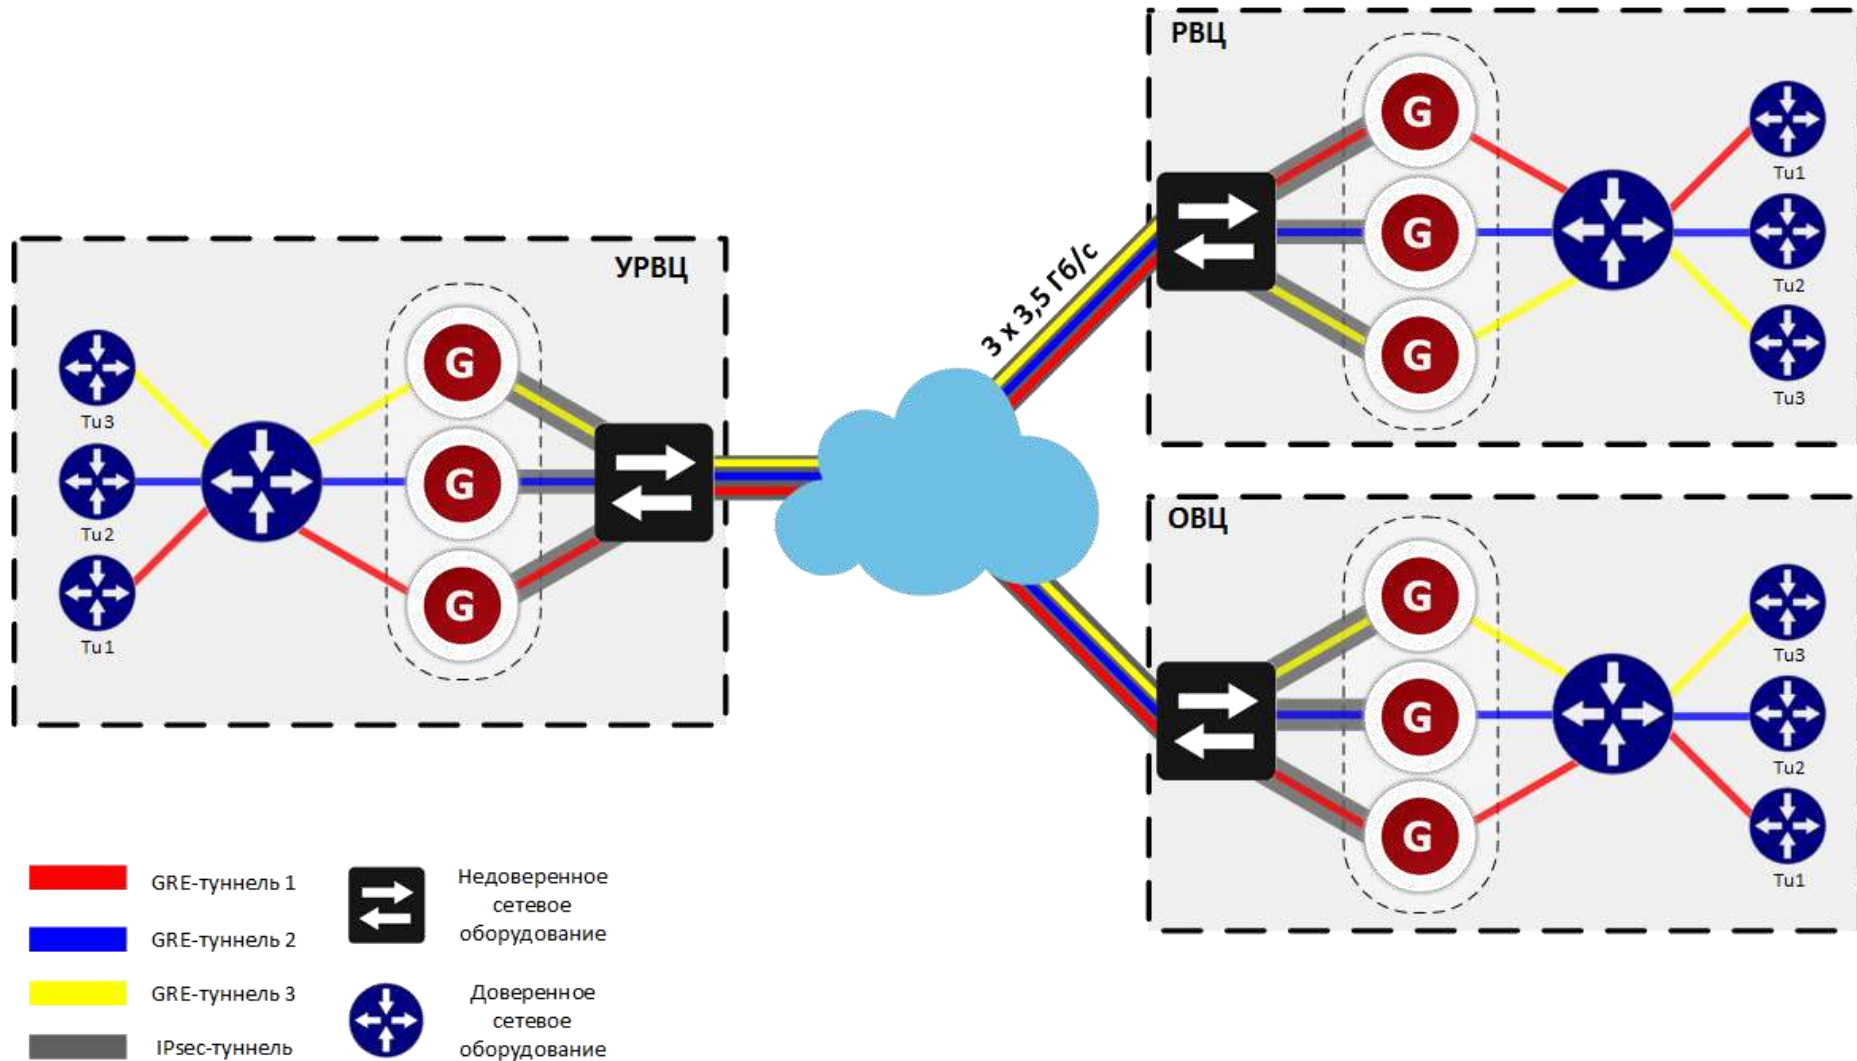 РВЦ
G
Tu1
G
Tu2
G
Tu3
3 x 3,5 Гб/с
УРВЦ
G
Tu3
G
Tu2
G
Tu1
ОВЦ
G
Tu3
G
Tu2
G
Tu1
GRE-туннель 1
GRE-туннель 2
GRE-туннель 3
IPsec-туннель
Недоверенное
сетевое
оборудование
Доверенное
сетевое
оборудование